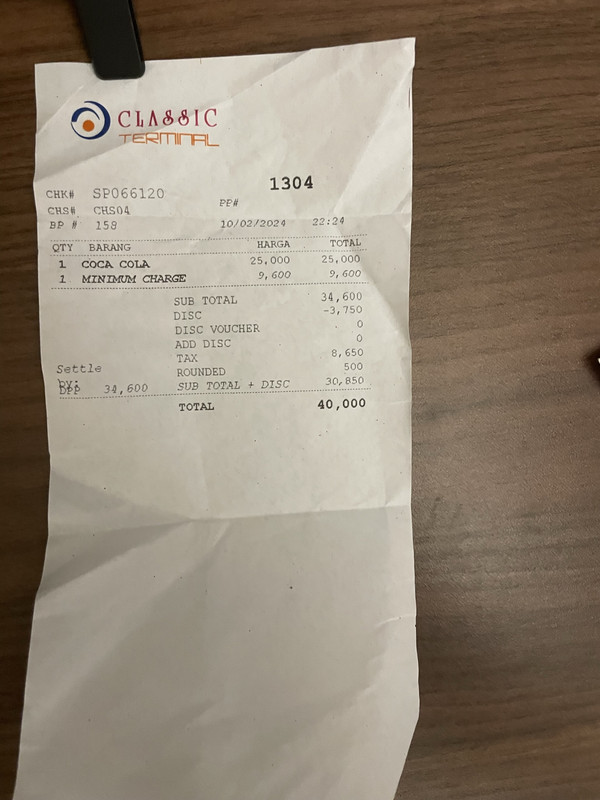 CLASSIC
TERMINAL
1304
CHK# SP066120 PP#
CHS# CHS04
BP # 158 10/02/2024 22:24
QTY BARANG HARGA TOTAL
1 COCA COLA 25,000 25,000
1 MINIMUM CHARGE 9,600 9,600
SUB TOTAL 34,600
DISC -3,750
DISC VOUCHER 0
ADD DISC 0
TAX 8,650
Settle ROUNDED 500
by:
DPP 34,600 SUB TOTAL + DISC 30,850
TOTAL 40,000